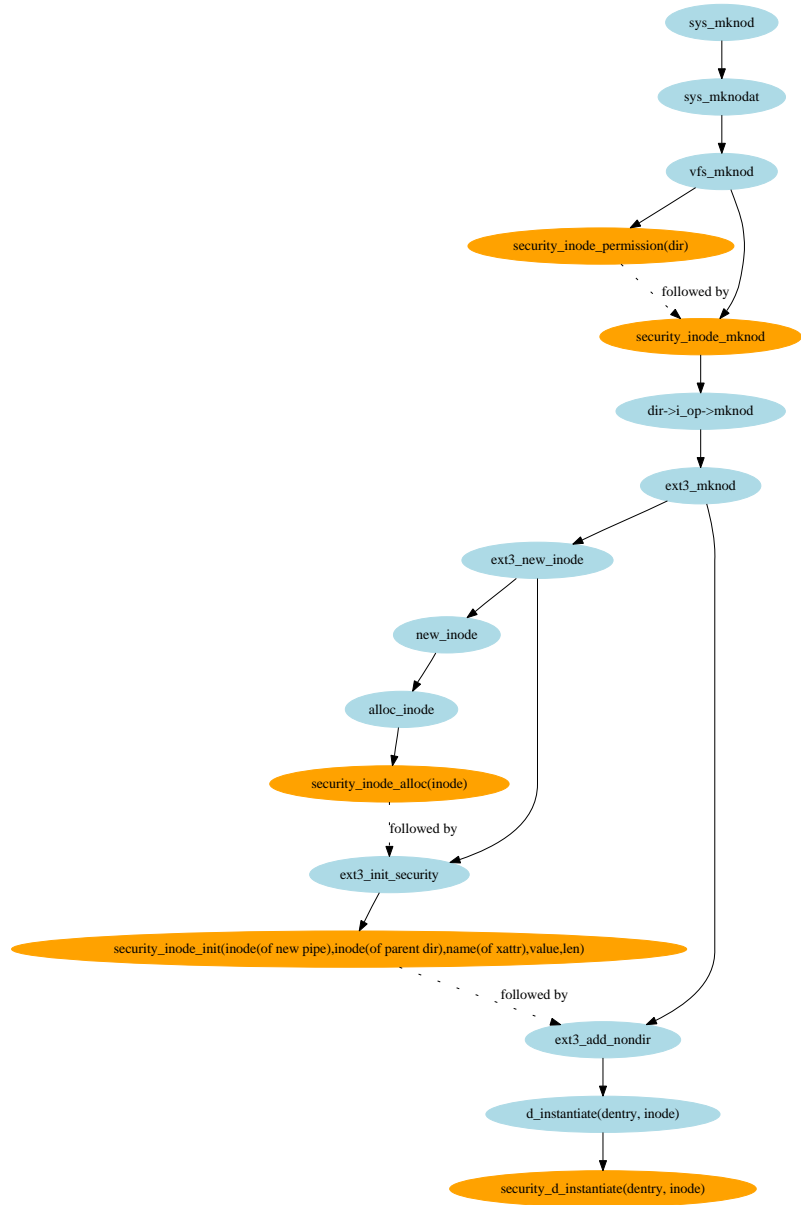 sys_mknod
sys_mknodat
vfs_mknod
security_inode_permission(dir)
followed by
security_inode_mknod
dir->i_op->mknod
ext3_mknod
ext3_new_inode
new_inode
alloc_inode
security_inode_alloc(inode)
followed by
ext3_init_security
security_inode_init(inode(of new pipe),inode(of parent dir),name(of xattr),value,len)
followed by
ext3_add_nondir
d_instantiate(dentry, inode)
security_d_instantiate(dentry, inode)